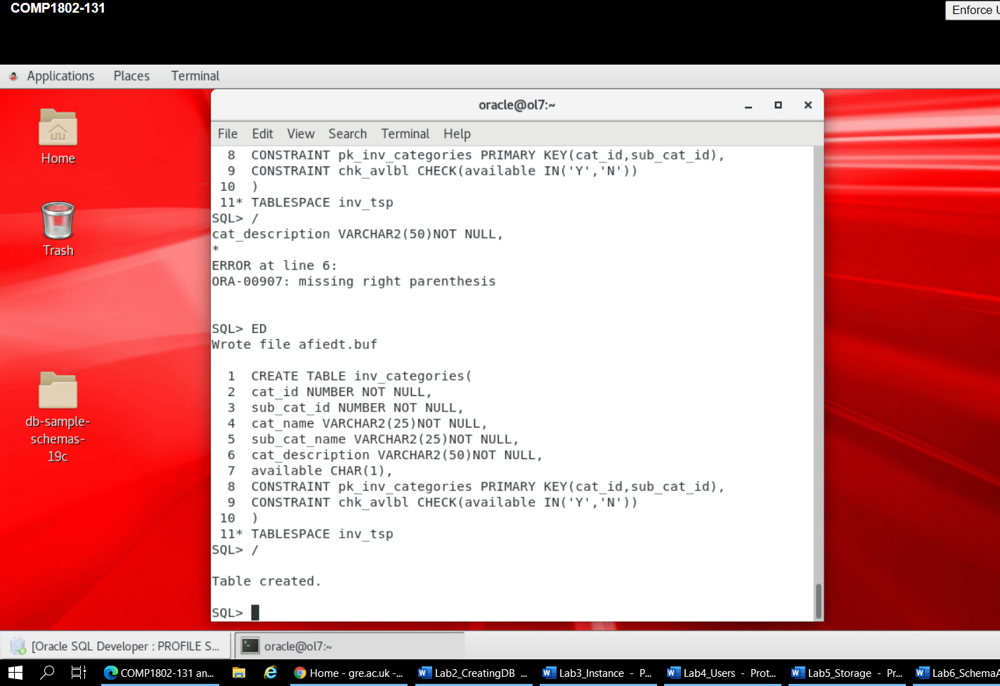 COMP1802-131
Enforce U
Applications Places Terminal
oracle@ol7:~
File Edit View Search Terminal Help
Home
Trash
db-sample-
schemas-
19c
8 CONSTRAINT pk_inv_categories PRIMARY KEY(cat_id,sub_cat_id),
9 CONSTRAINT chk_avlbl CHECK(available IN('Y','N'))
10 )
11* TABLESPACE inv_tsp
SQL> /
cat_description VARCHAR2(50)NOT NULL,
*
ERROR at line 6:
ORA-00907: missing right parenthesis
SQL> ED
Wrote file afiedt.buf
1 CREATE TABLE inv_categories(
2 cat_id NUMBER NOT NULL,
3 sub_cat_id NUMBER NOT NULL,
4 cat_name VARCHAR2(25)NOT NULL,
5 sub_cat_name VARCHAR2(25)NOT NULL,
6 cat_description VARCHAR2(50)NOT NULL,
7 available CHAR(1),
8 CONSTRAINT pk_inv_categories PRIMARY KEY(cat_id,sub_cat_id),
9 CONSTRAINT chk_avlbl CHECK(available IN('Y','N'))
10 )
11* TABLESPACE inv_tsp
SQL> /
Table created.
SQL>
[Oracle SQL Developer : PROFILE S... oracle@ol7:~
COMP1802-131 an... Home - gre.ac.uk -... Lab2_CreatingDB - ... Lab3_Instance - P... Lab4_Users - Prot... Lab5_Storage - Pr... Lab6_SchemaA